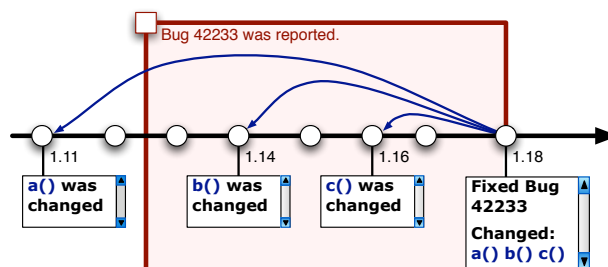 Bug 42233 was reported.
1.11
1.14
1.16
1.18
a() was
changed
b() was
changed
c() was
changed
Fixed Bug
42233
Changed:
a() b() c()